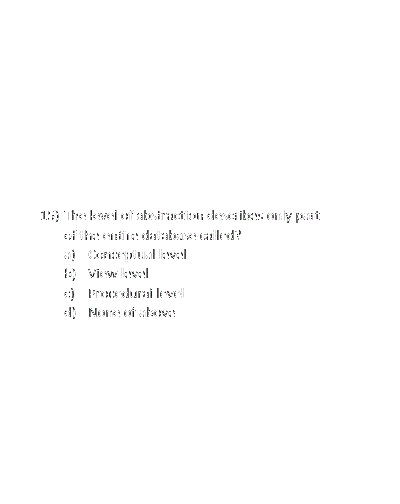 15) The level of abstraction describes only part
of the entire database called?
a) Conceptual level
b) View level
c) Procedural level
d) None of above